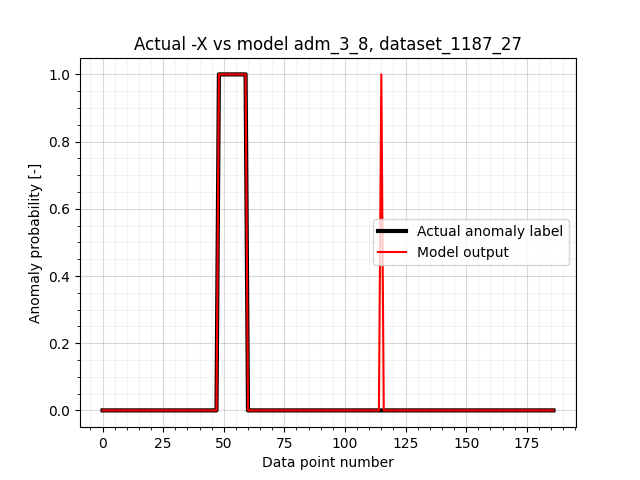 Actual -X vs model adm_3_8, dataset_1187_27
1.0
0.8
0.6
0.4
0.2
0.0
Anomaly probability [-]
Actual anomaly label
Model output
0 25 50 75 100 125 150 175
Data point number